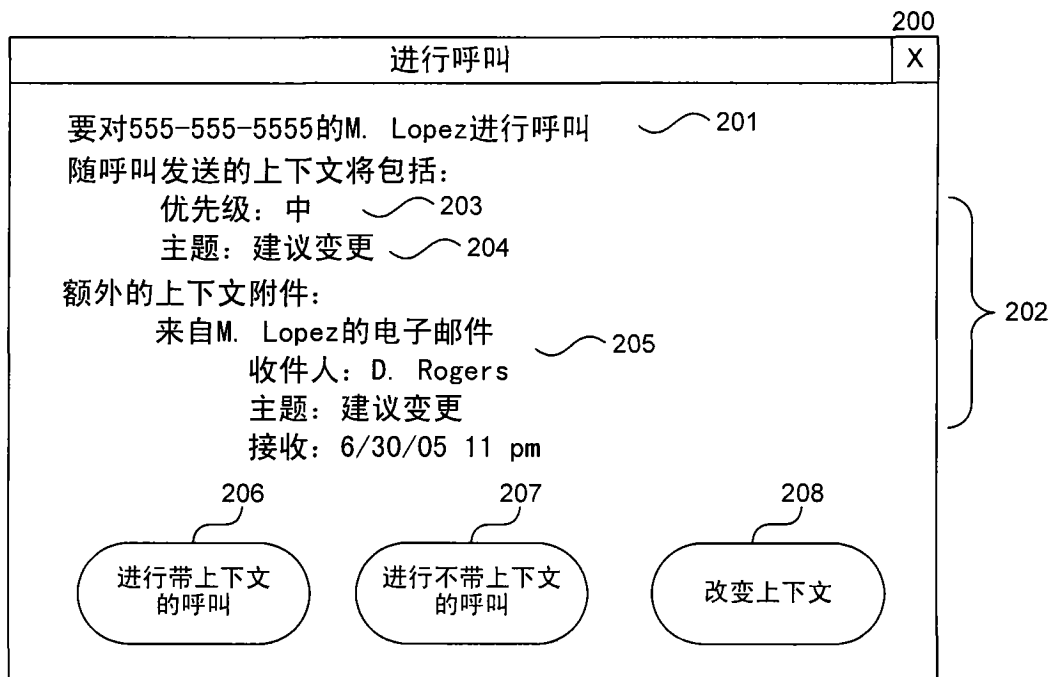 200
进行呼叫
X
要对555-555-5555的M. Lopez进行呼叫
201
随呼叫发送的上下文将包括:
优先级: 中
203
主题: 建议变更
204
202
额外的上下文附件:
来自M. Lopez的电子邮件
205
收件人: D. Rogers
主题: 建议变更
接收: 6/30/05 11 pm
206
207
208
进行带上下文
的呼叫
进行不带上下文
的呼叫
改变上下文